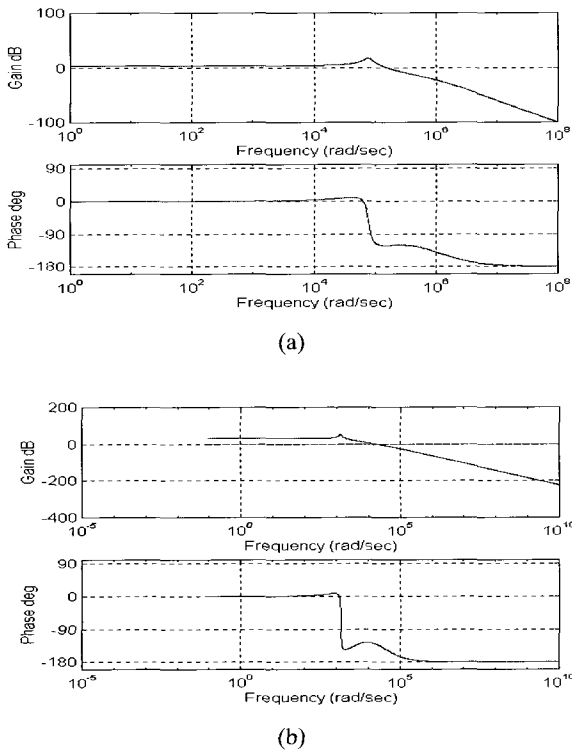 100
Gain dB
0
-100
10^0 10^2 10^4 10^6 10^8
Frequency (rad/sec)
90
Phase deg
0
-90
-180
10^0 10^2 10^4 10^6 10^8
Frequency (rad/sec)
(a)
200
Gain dB
0
-200
-400
10^-5 10^0 10^5 10^10
Frequency (rad/sec)
90
Phase deg
0
-90
-180
10^-5 10^0 10^5 10^10
Frequency (rad/sec)
(b)